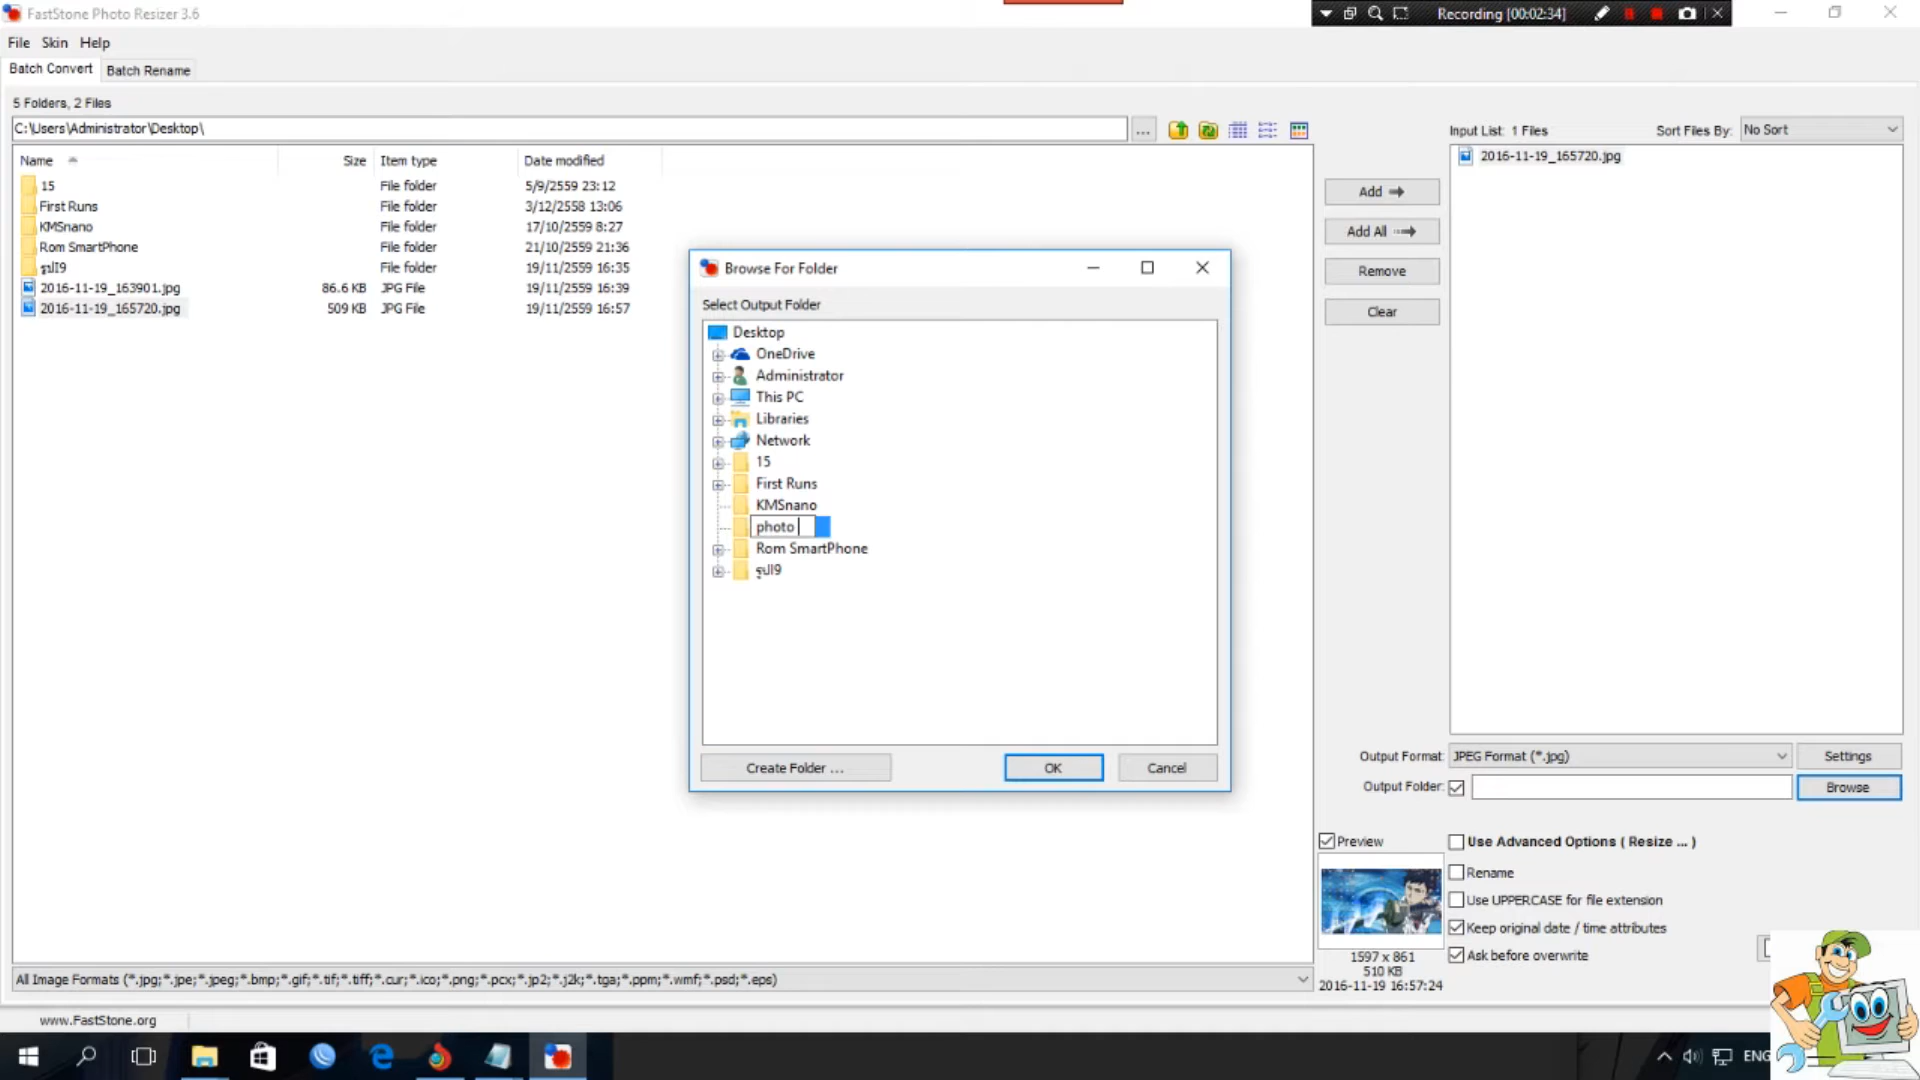 FastStone Photo Resizer 3.6
Recording [00:02:34]
File Skin Help
Batch Convert Batch Rename
5 Folders, 2 Files
C:\Users\Administrator\Desktop\
...
Input List: 1 Files
Sort Files By: No Sort
Name Size Item type Date modified
15 File folder 5/9/2559 23:12
First Runs File folder 3/12/2558 13:06
KMSnano File folder 17/10/2559 8:27
Rom SmartPhone File folder 21/10/2559 21:36
รูปI9 File folder 19/11/2559 16:35
2016-11-19_163901.jpg 86.6 KB JPG File 19/11/2559 16:39
2016-11-19_165720.jpg 509 KB JPG File 19/11/2559 16:57
2016-11-19_165720.jpg
Add
Add All
Remove
Clear
Browse For Folder
Select Output Folder
Desktop
OneDrive
Administrator
This PC
Libraries
Network
15
First Runs
KMSnano
photo
Rom SmartPhone
รูปI9
Create Folder ... OK Cancel
Output Format: JPEG Format (*.jpg) Settings
Output Folder: Browse
Preview
Use Advanced Options ( Resize ... )
Rename
Use UPPERCASE for file extension
Keep original date / time attributes
Ask before overwrite
1597 x 861
510 KB
2016-11-19 16:57:24
All Image Formats (*.jpg;*.jpe;*.jpeg;*.bmp;*.gif;*.tif;*.tiff;*.cur;*.ico;*.png;*.pcx;*.jp2;*.j2k;*.tga;*.ppm;*.wmf;*.psd;*.eps)
www.FastStone.org
ENG